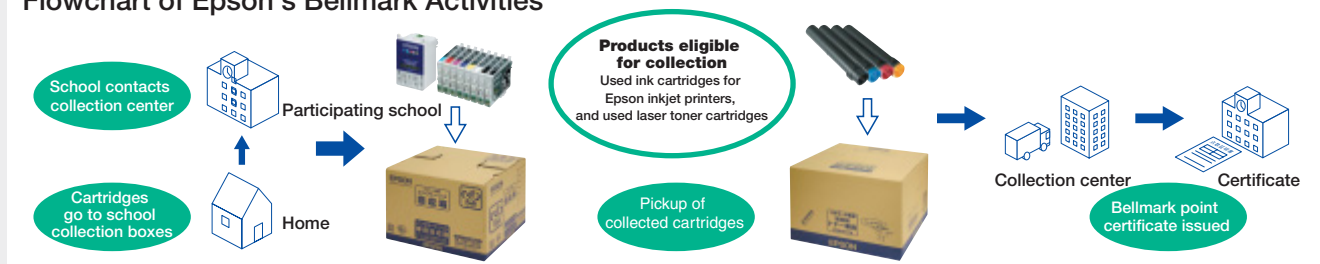 Flowchart of Epson's Bellmark Activities
School contacts
collection center
Participating school
Cartridges
go to school
collection boxes
Home
EPSON
Products eligible
for collection
Used ink cartridges for
Epson inkjet printers,
and used laser toner cartridges
Pickup of
collected cartridges
EPSON
Collection center
Certificate
Bellmark point
certificate issued